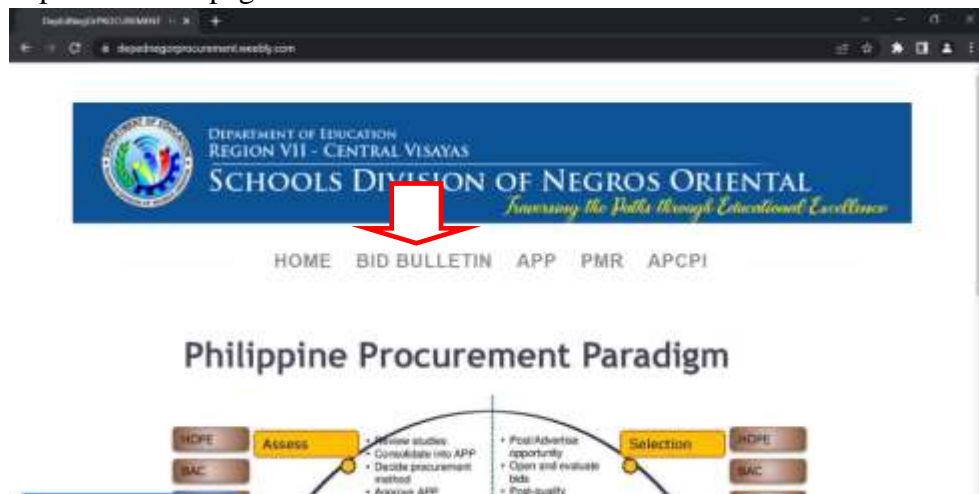 depednegorprocurement.weebly.com
DEPARTMENT OF EDUCATION
REGION VII - CENTRAL VISAYAS
SCHOOLS DIVISION OF NEGROS ORIENTAL
Traversing the Paths through Educational Excellence
HOME BID BULLETIN APP PMR APCPI
Philippine Procurement Paradigm
HOPE
BAC
Assess
• Review studies
• Consolidate into APP
• Decide procurement
method
• Approve APP
• Post/Advertise
opportunity
• Open and evaluate
bids
• Post-qualify
Selection
HOPE
BAC